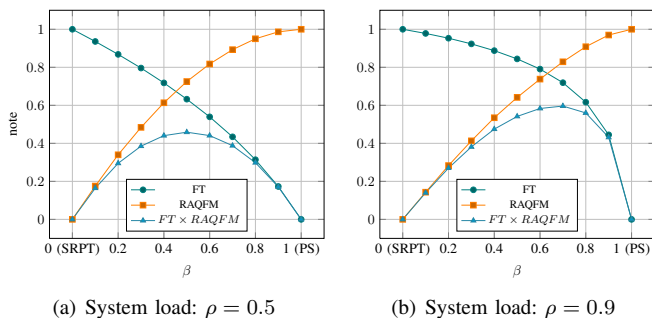 1
0.8
0.6
0.4
0.2
0
note
FT
RAQFM
FT × RAQFM
0 (SRPT) 0.2 0.4 0.6 0.8 1 (PS)
β
(a) System load: ρ = 0.5
1
0.8
0.6
0.4
0.2
0
FT
RAQFM
FT × RAQFM
0 (SRPT) 0.2 0.4 0.6 0.8 1 (PS)
β
(b) System load: ρ = 0.9